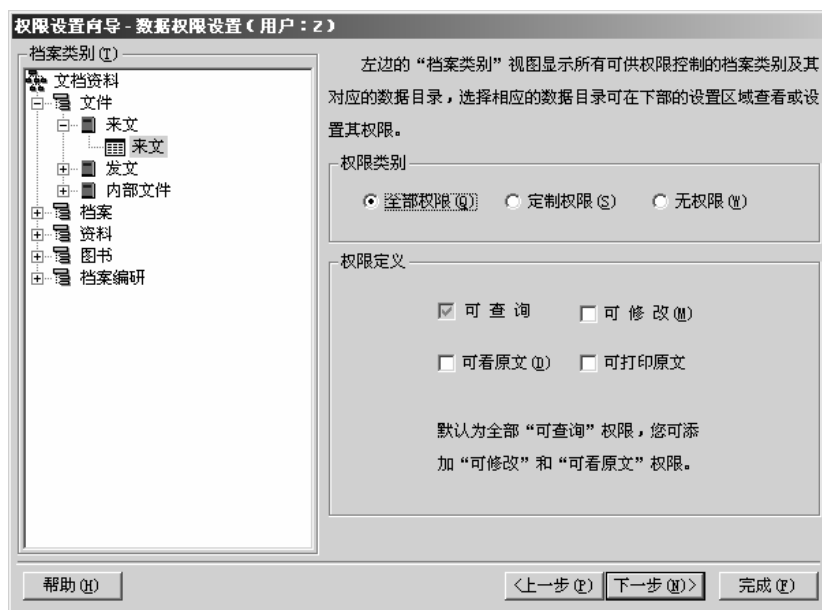 权限设置向导-数据权限设置(用户:Z)
档案类别(T)
文档资料
文件
来文
来文
发文
内部文件
档案
资料
图书
档案编研
左边的“档案类别”视图显示所有可供权限控制的档案类别及其
对应的数据目录，选择相应的数据目录可在下部的设置区域查看或设
置其权限。
权限类别
全部权限(Q) 定制权限(S) 无权限(W)
权限定义
可 查 询 可 修 改(M)
可看原文(D) 可打印原文
默认为全部“可查询”权限，您可添
加“可修改”和“可看原文”权限。
帮助(H) <上一步(P) 下一步(N)> 完成(F)